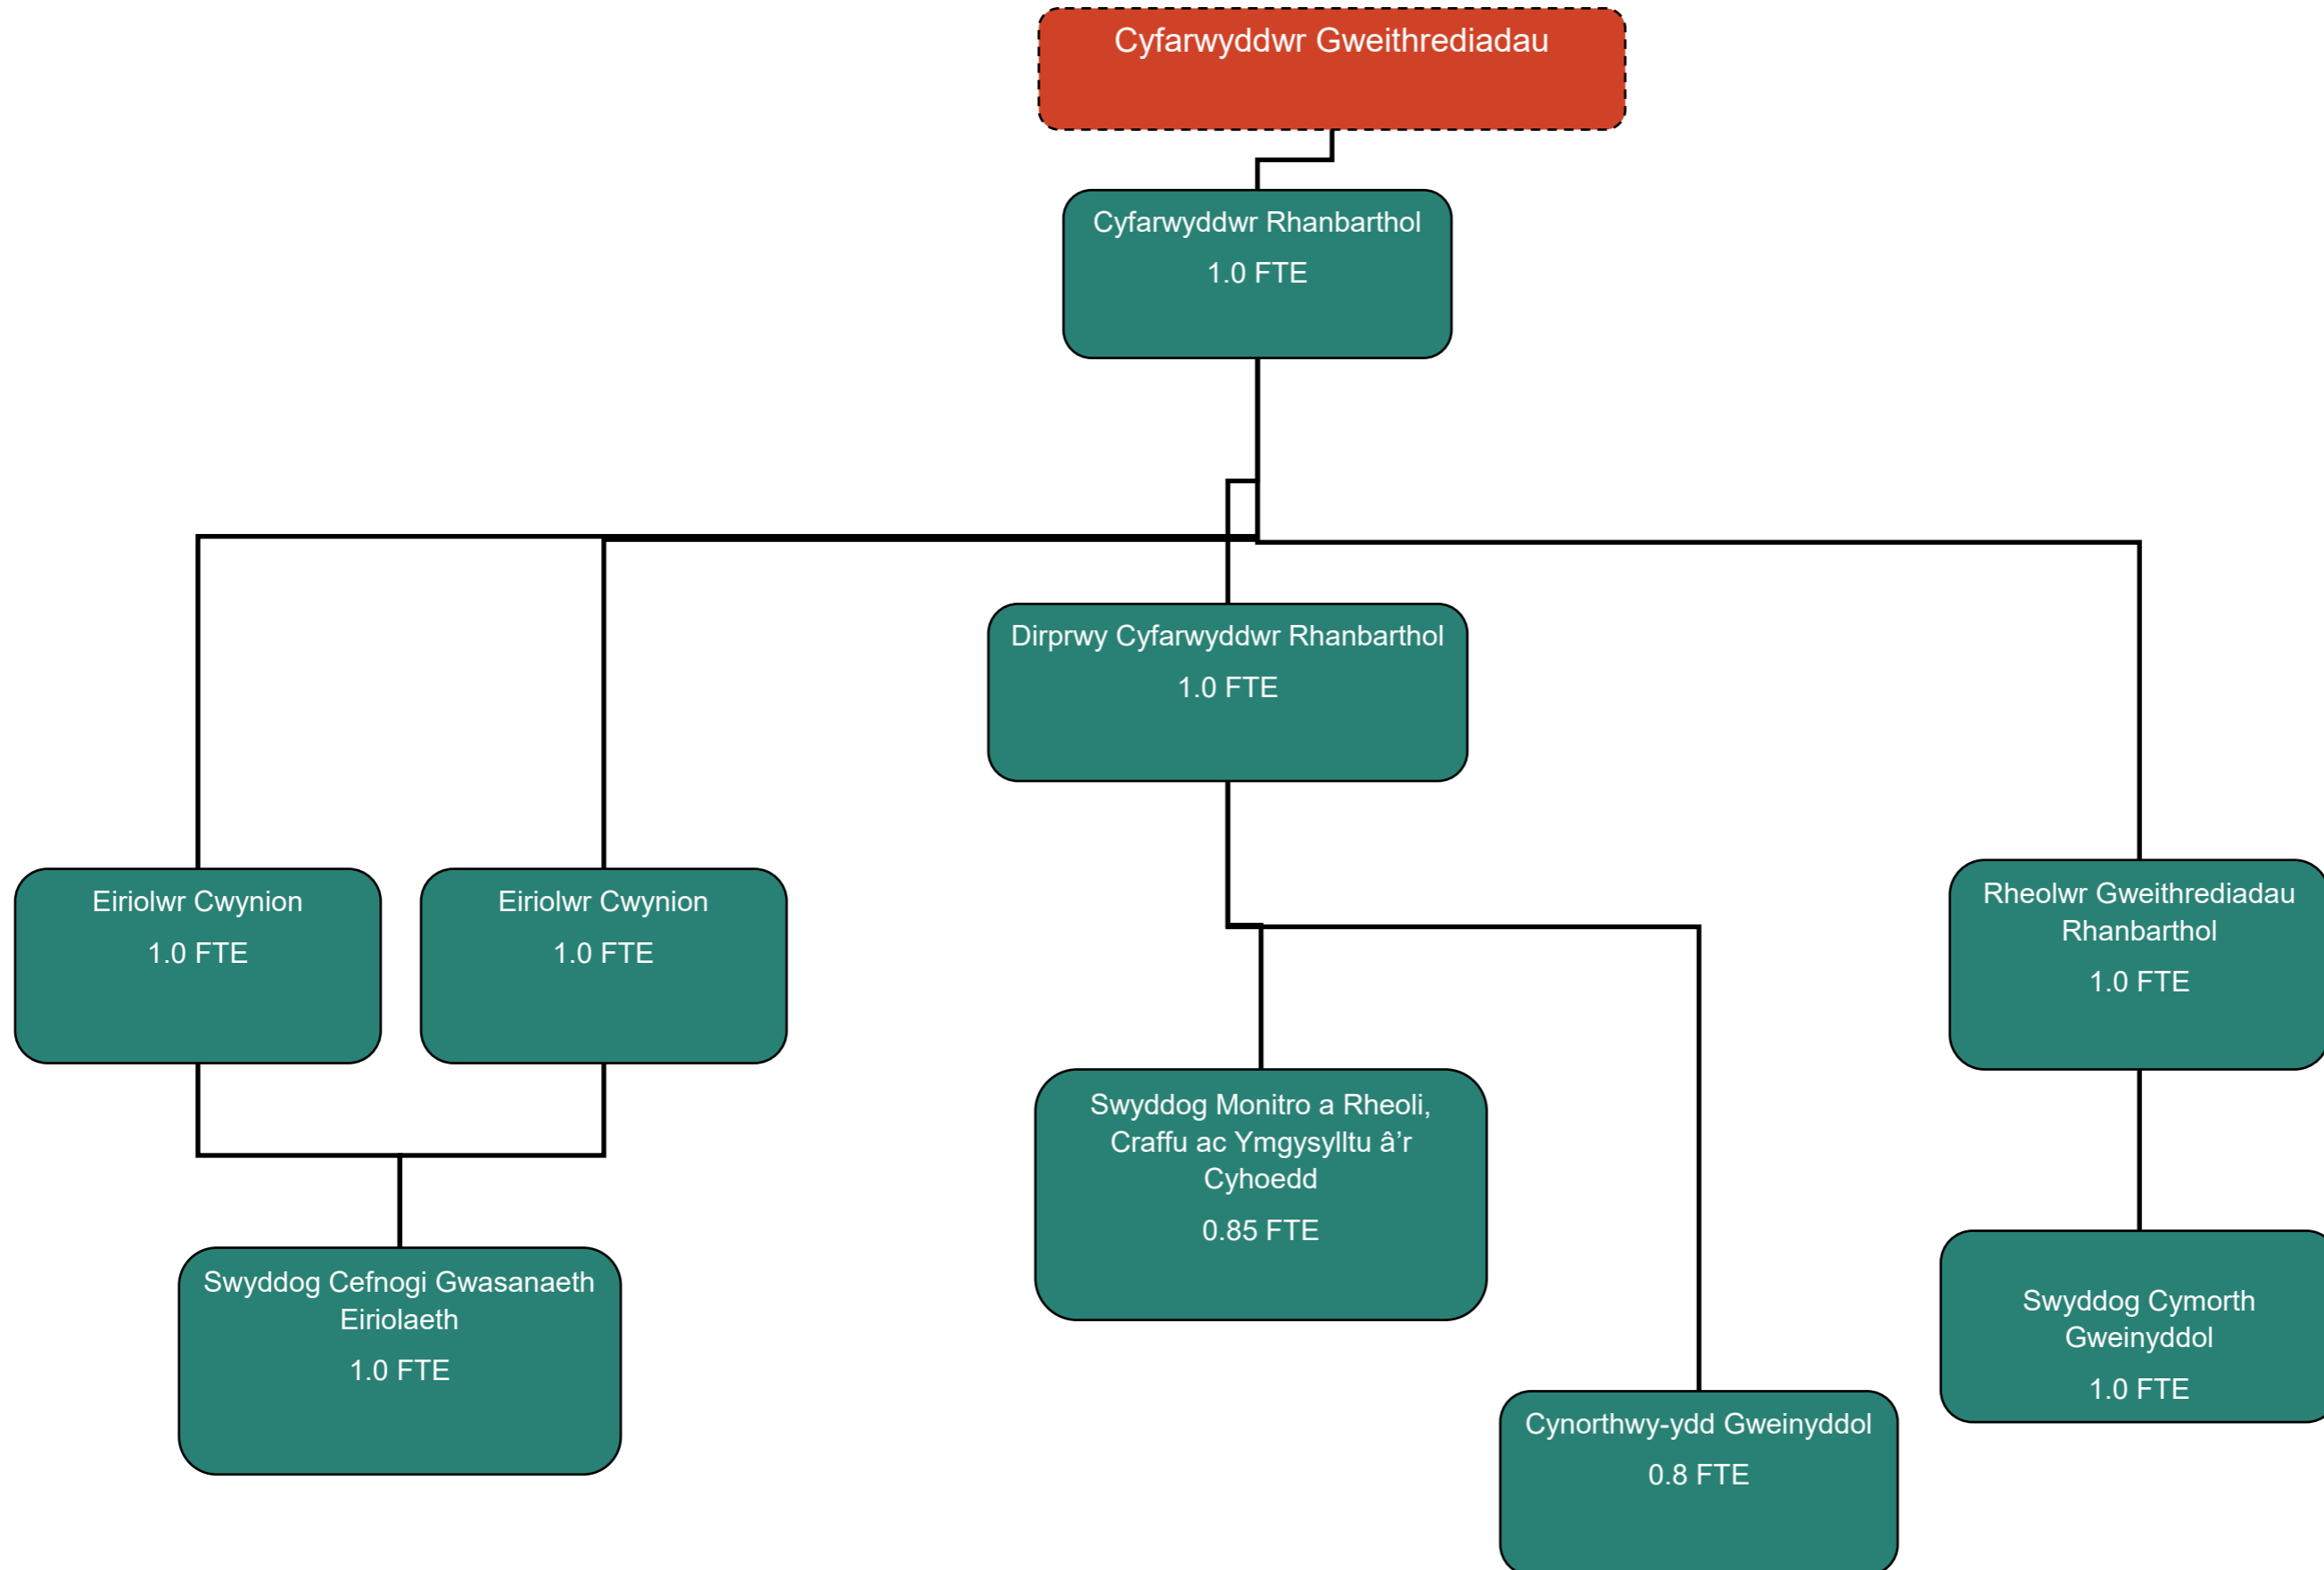 Cyfarwyddwr Gweithrediadau
Cyfarwyddwr Rhanbarthol
1.0 FTE
Dirprwy Cyfarwyddwr Rhanbarthol
1.0 FTE
Eiriolwr Cwynion
1.0 FTE
Eiriolwr Cwynion
1.0 FTE
Rheolwr Gweithrediadau
Rhanbarthol
1.0 FTE
Swyddog Monitro a Rheoli,
Craffu ac Ymgysylltu â’r
Cyhoedd
0.85 FTE
Swyddog Cefnogi Gwasanaeth
Eiriolaeth
1.0 FTE
Swyddog Cymorth
Gweinyddol
1.0 FTE
Cynorthwy-ydd Gweinyddol
0.8 FTE